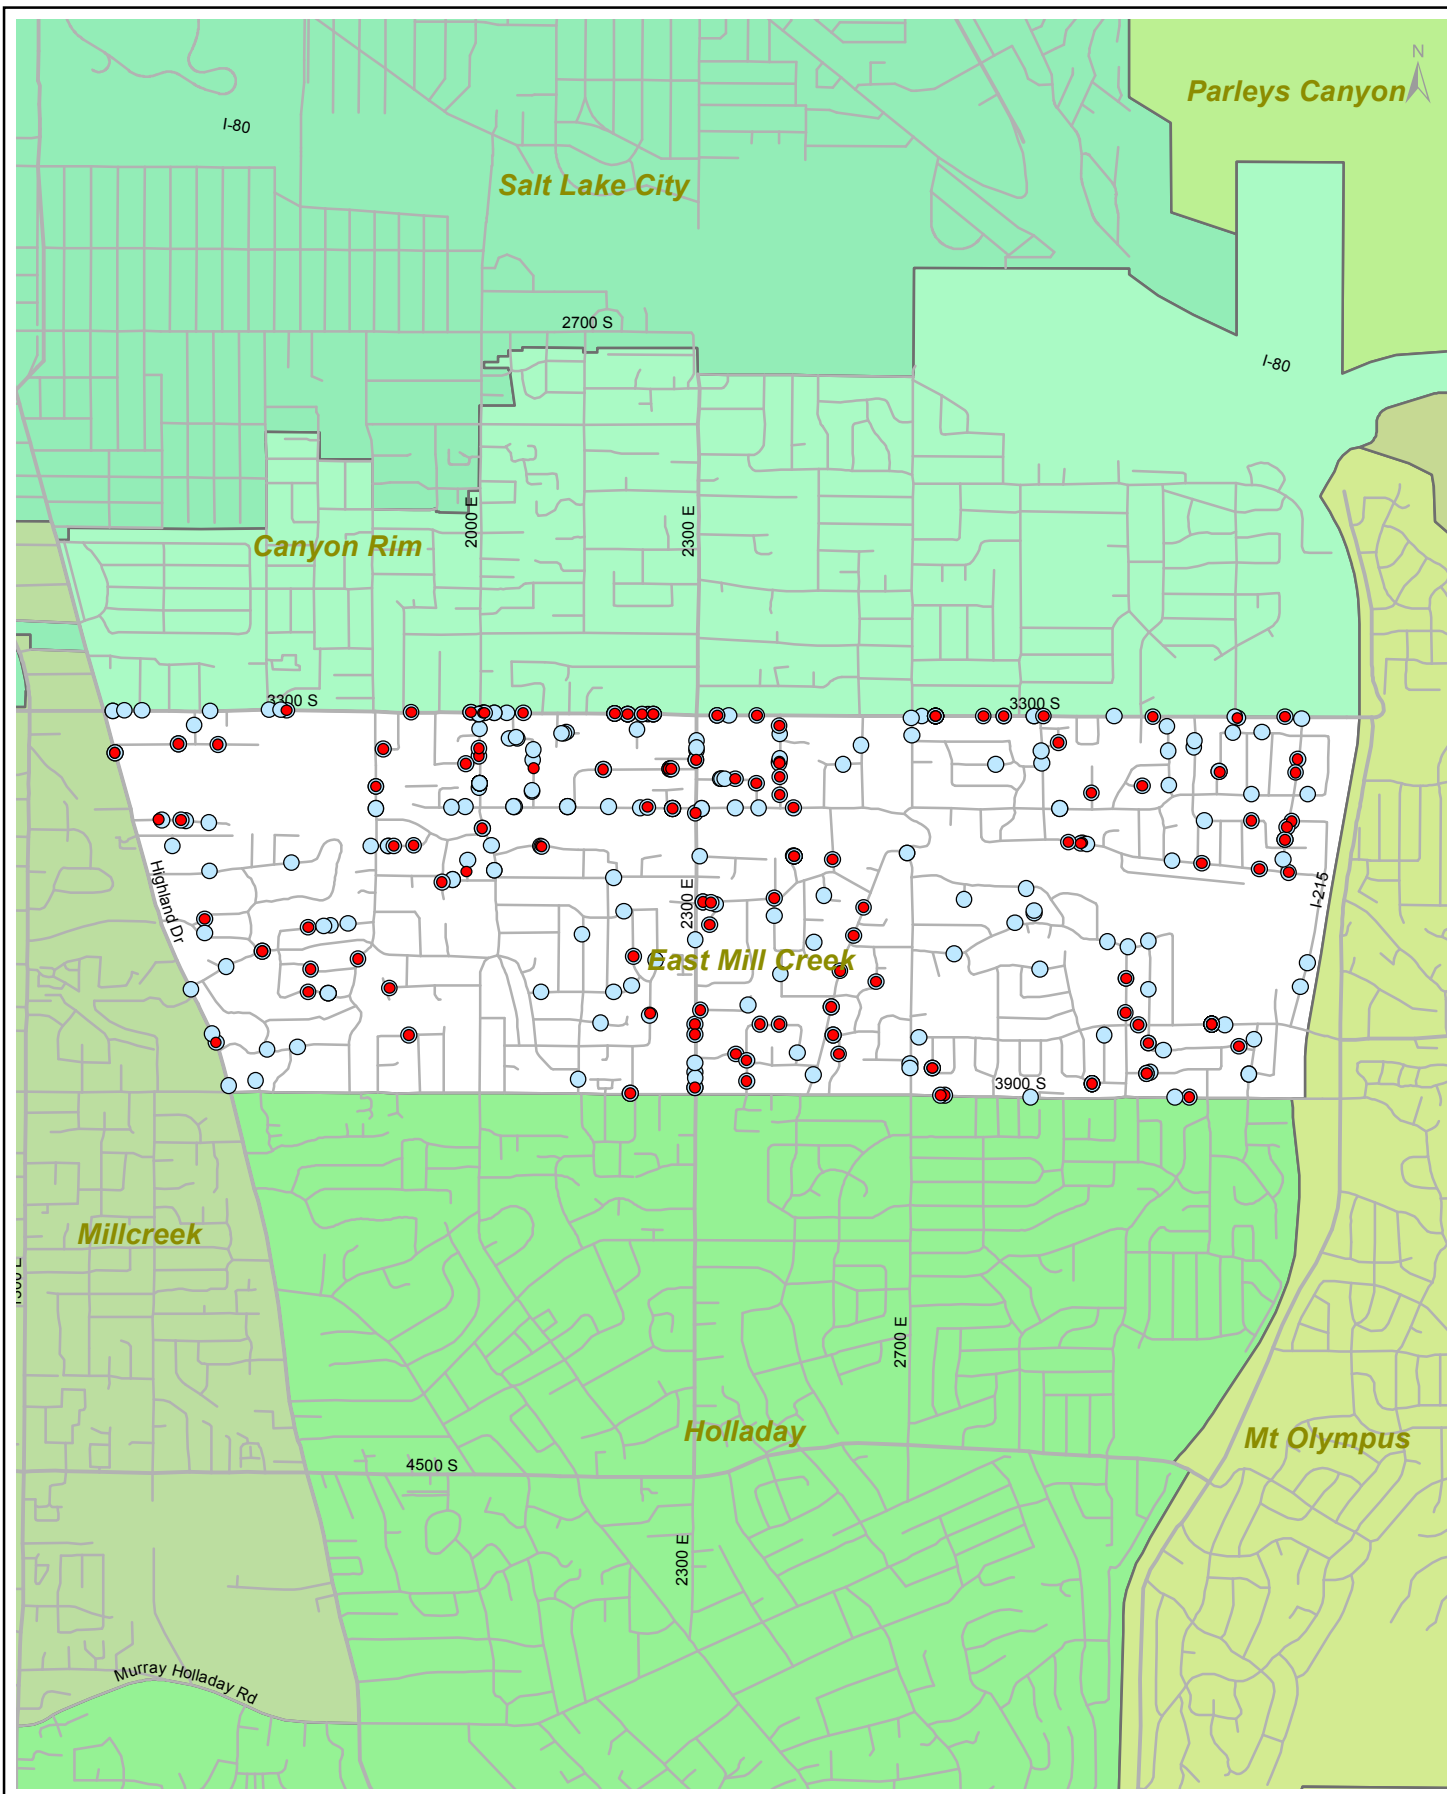 N
Parleys Canyon
I-80
Salt Lake City
2700 S
I-80
2000 E
2300 E
Canyon Rim
3300 S
3300 S
Highland Dr
2300 E
I-215
East Mill Creek
3900 S
Millcreek
2700 E
Holladay
Mt Olympus
4500 S
2300 E
Murray Holladay Rd